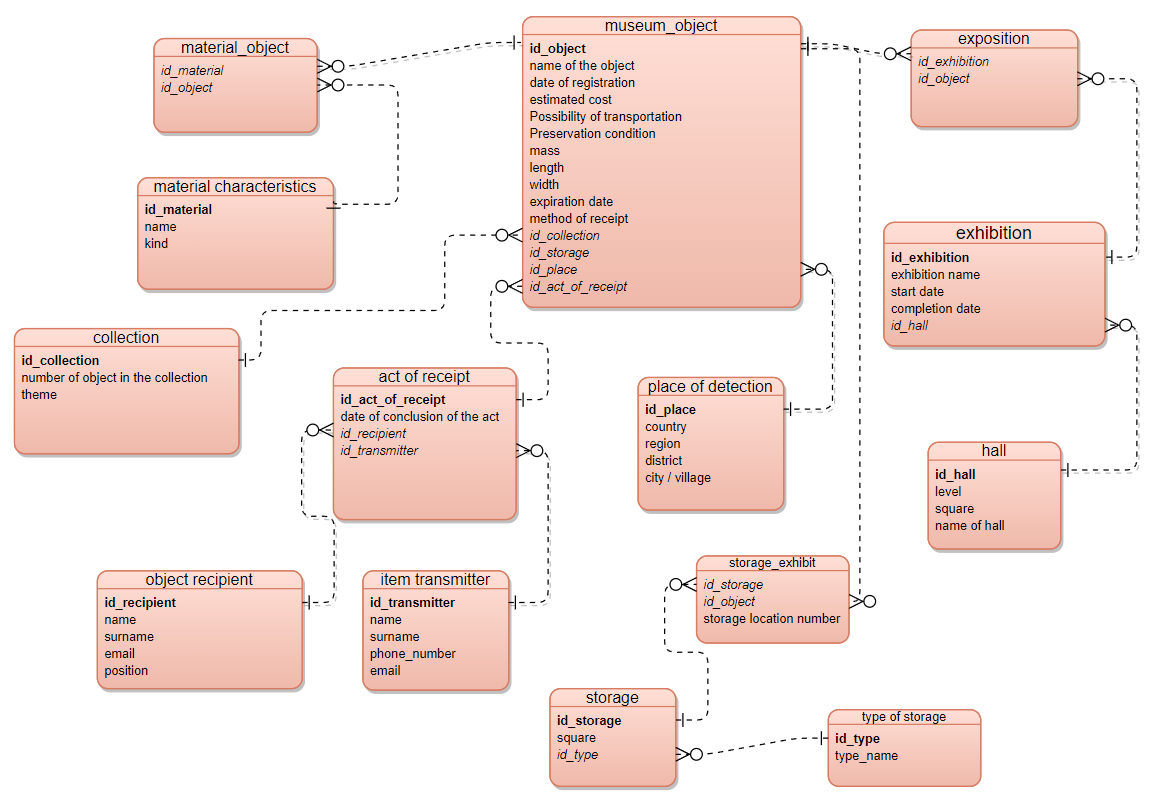 material_object
id_material
id_object
museum_object
id_object
name of the object
date of registration
estimated cost
Possibility of transportation
Preservation condition
mass
length
width
expiration date
method of receipt
id_collection
id_storage
id_place
id_act_of_receipt
exposition
id_exhibition
id_object
material characteristics
id_material
name
kind
exhibition
id_exhibition
exhibition name
start date
completion date
id_hall
collection
id_collection
number of object in the collection
theme
act of receipt
id_act_of_receipt
date of conclusion of the act
id_recipient
id_transmitter
place of detection
id_place
country
region
district
city / village
hall
id_hall
level
square
name of hall
object recipient
id_recipient
name
surname
email
position
item transmitter
id_transmitter
name
surname
phone_number
email
storage_exhibit
id_storage
id_object
storage location number
storage
id_storage
square
id_type
type of storage
id_type
type_name